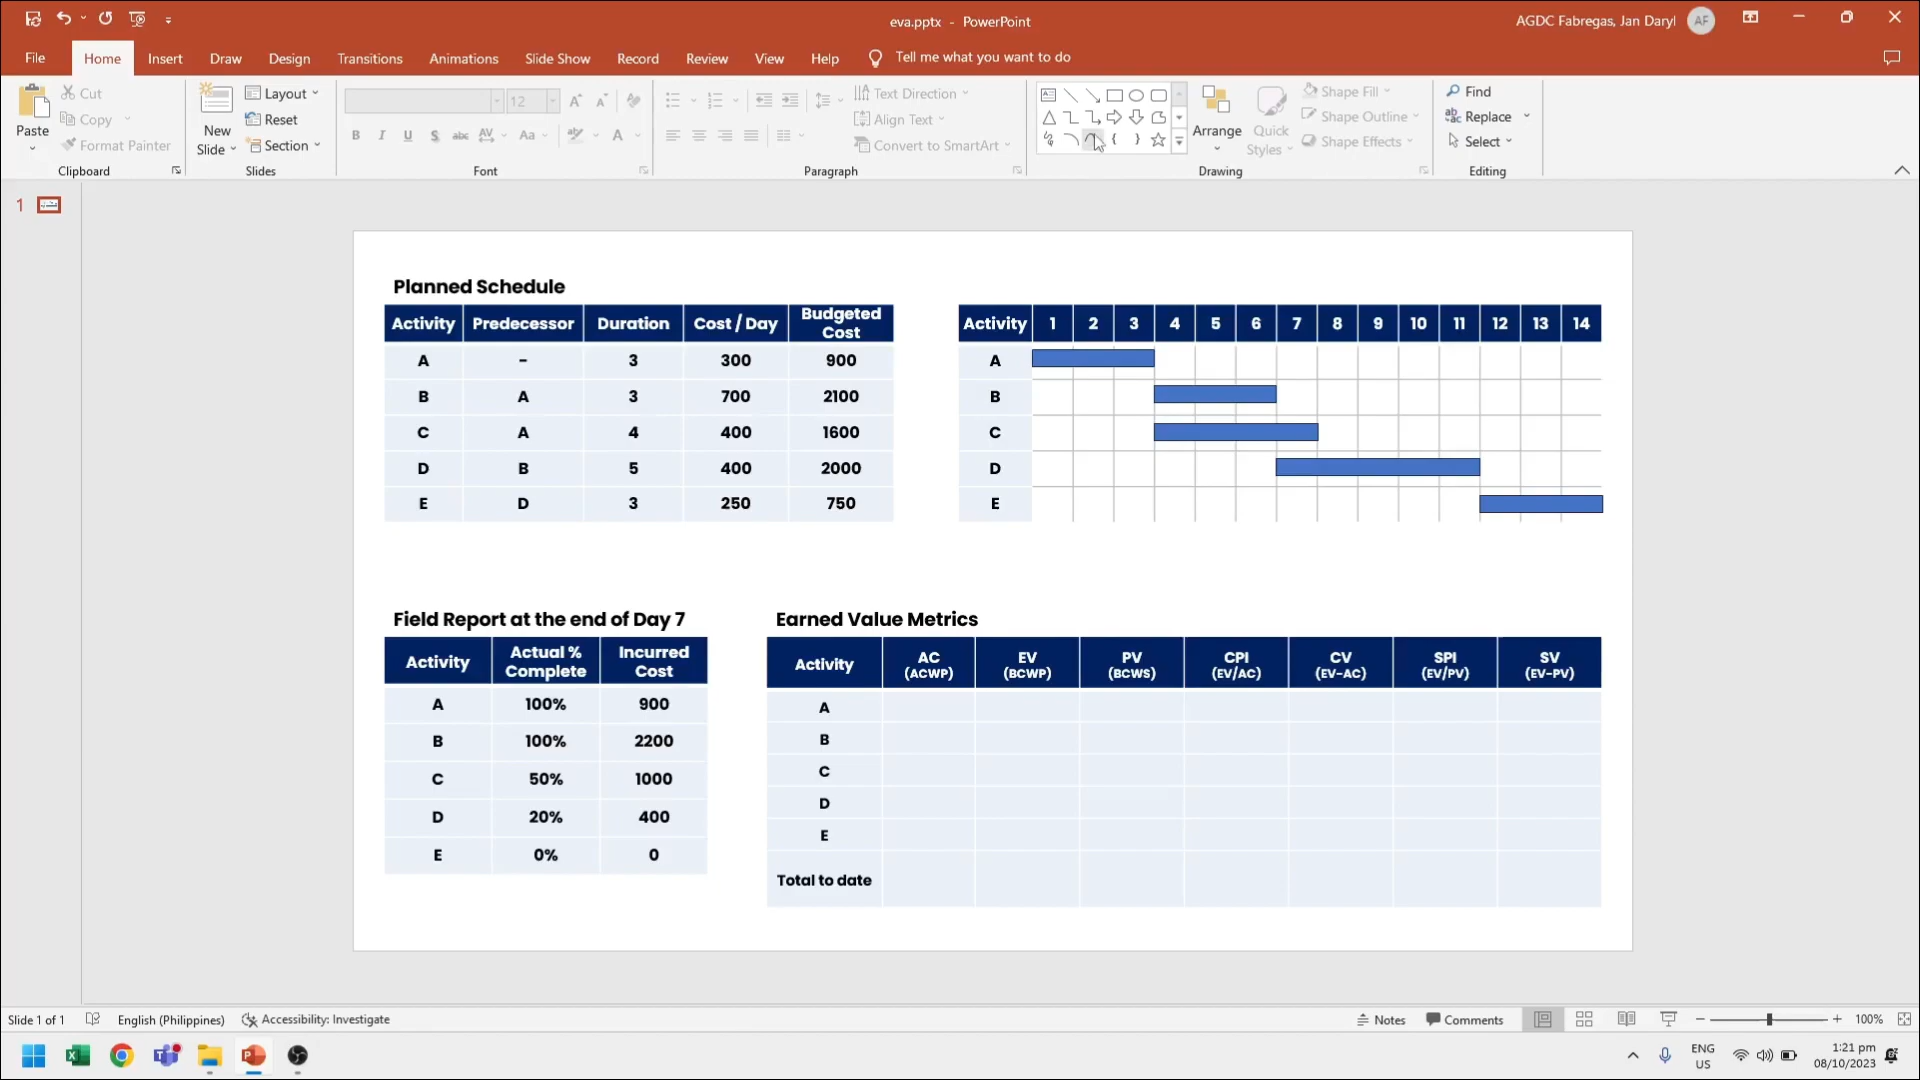 eva.pptx - PowerPoint
AGDC Fabregas, Jan Daryl AF
File Home Insert Draw Design Transitions Animations Slide Show Record Review View Help Tell me what you want to do
Paste
Cut
Copy
Format Painter
Clipboard
New Slide
Layout
Reset
Section
Slides
12
Font
Text Direction
Align Text
Convert to SmartArt
Paragraph
Arrange
Quick Styles
Shape Fill
Shape Outline
Shape Effects
Drawing
Find
Replace
Select
Editing
1
Planned Schedule
Activity Predecessor Duration Cost / Day Budgeted Cost
A - 3 300 900
B A 3 700 2100
C A 4 400 1600
D B 5 400 2000
E D 3 250 750
Activity 1 2 3 4 5 6 7 8 9 10 11 12 13 14
A
B
C
D
E
Field Report at the end of Day 7
Activity Actual % Complete Incurred Cost
A 100% 900
B 100% 2200
C 50% 1000
D 20% 400
E 0% 0
Earned Value Metrics
Activity AC (ACWP) EV (BCWP) PV (BCWS) CPI (EV/AC) CV (EV-AC) SPI (EV/PV) SV (EV-PV)
A
B
C
D
E
Total to date
Slide 1 of 1 English (Philippines) Accessibility: Investigate Notes Comments 100%
ENG US
1:21 pm
08/10/2023